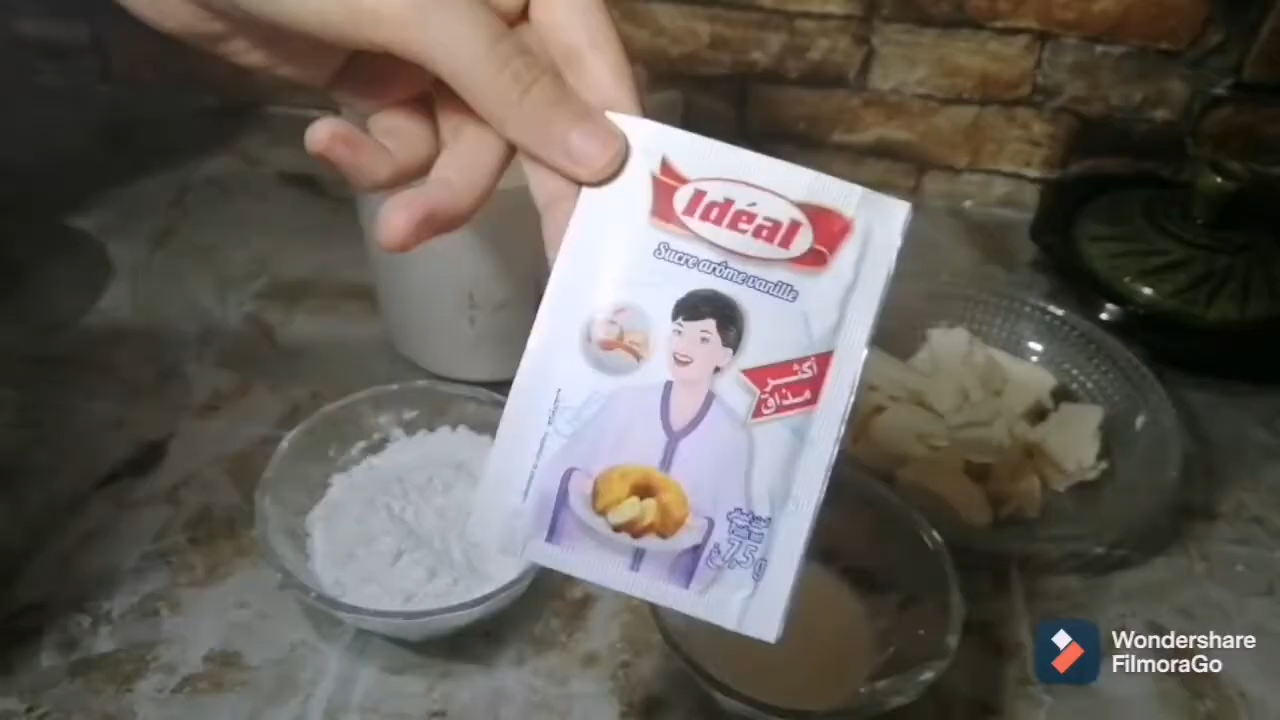 Idéal
Sucre arôme vanille
أكثر
مذاق
7,5g
Wondershare
FilmoraGo